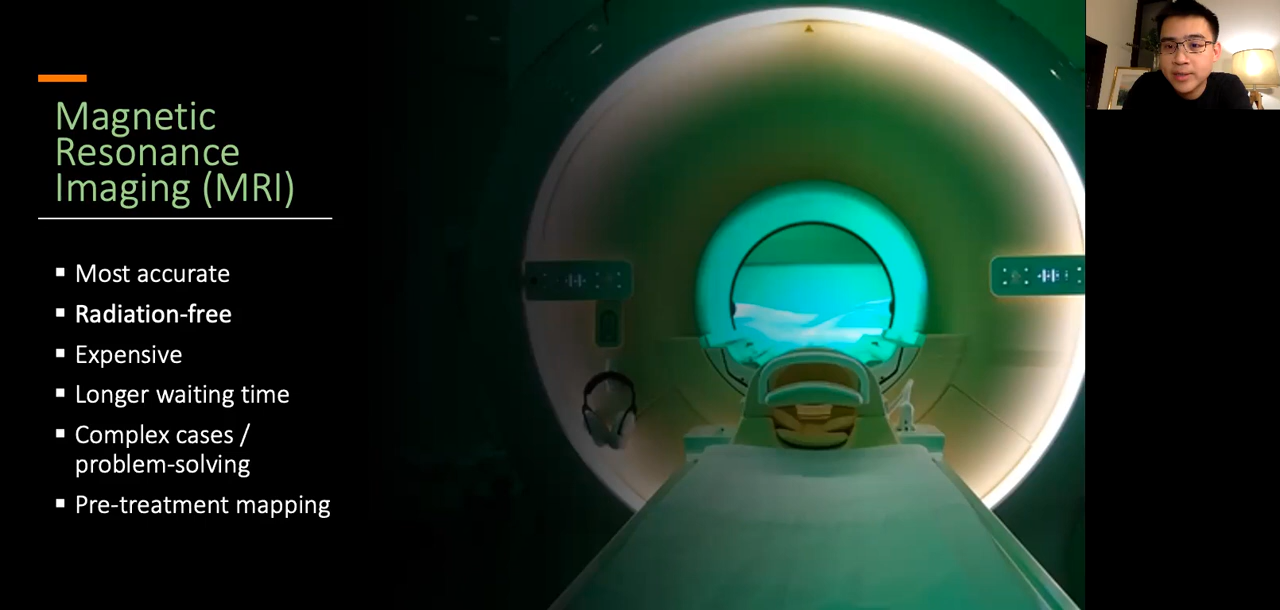 Magnetic
Resonance
Imaging (MRI)
Most accurate
Radiation-free
Expensive
Longer waiting time
Complex cases /
problem-solving
Pre-treatment mapping